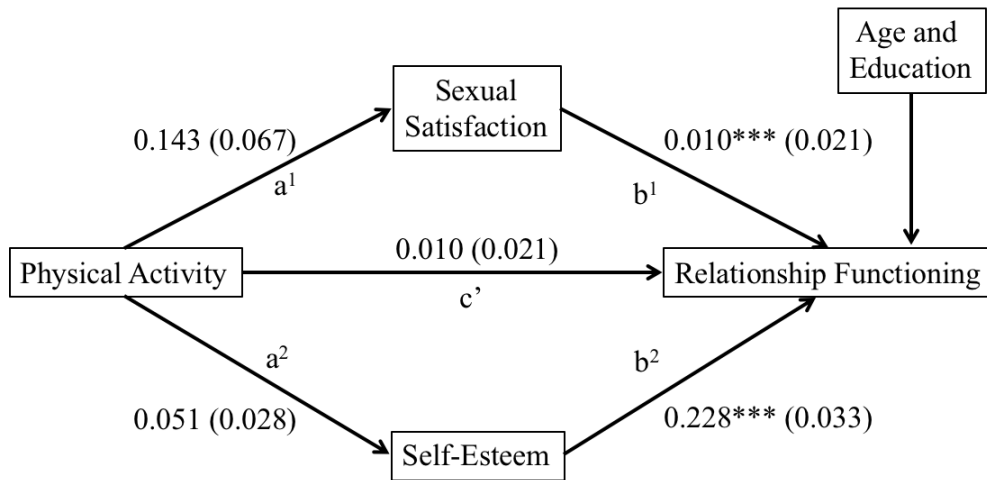 Age and
Education
Sexual
Satisfaction
0.143 (0.067)
a¹
0.010*** (0.021)
b¹
Physical Activity
0.010 (0.021)
c’
Relationship Functioning
a²
0.051 (0.028)
b²
0.228*** (0.033)
Self-Esteem